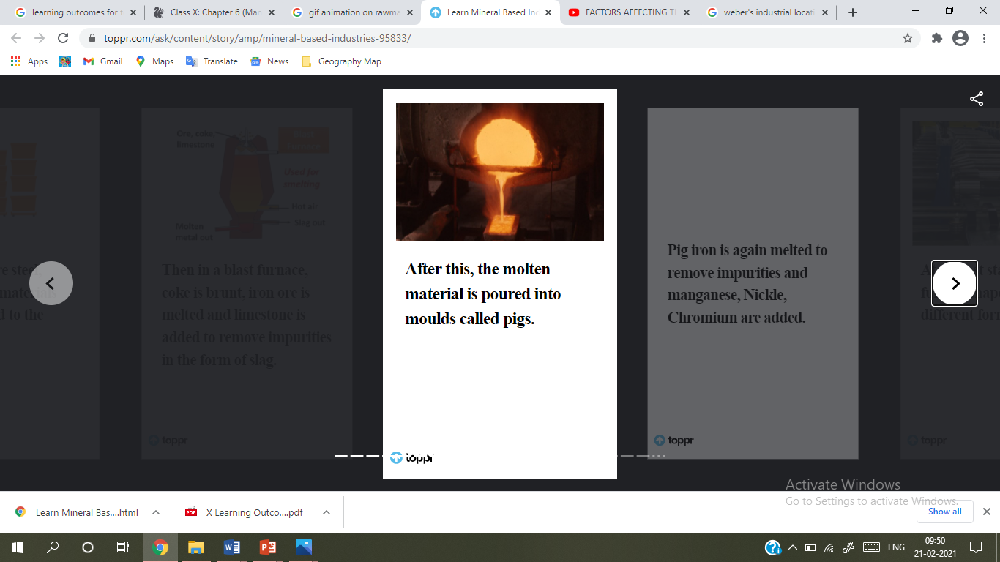 learning outcomes for t
Class X: Chapter 6 (Man
gif animation on rawma
Learn Mineral Based Ind
FACTORS AFFECTING TH
weber's industrial locati
toppr.com/ask/content/story/amp/mineral-based-industries-95833/
Apps
Gmail
Maps
Translate
News
Geography Map
Ore, coke,
limestone
Used for
smelting
Hot air
Slag out
Molten
metal out
Then in a blast furnace,
coke is brunt, iron ore is
melted and limestone is
added to remove impurities
in the form of slag.
toppr
After this, the molten
material is poured into
moulds called pigs.
toppr
Pig iron is again melted to
remove impurities and
manganese, Nickle,
Chromium are added.
toppr
different for
toppr
d to the
Activate Windows
Go to Settings to activate Windows.
Learn Mineral Bas....html
PDF
X Learning Outco....pdf
Show all
ENG
09:50
21-02-2021